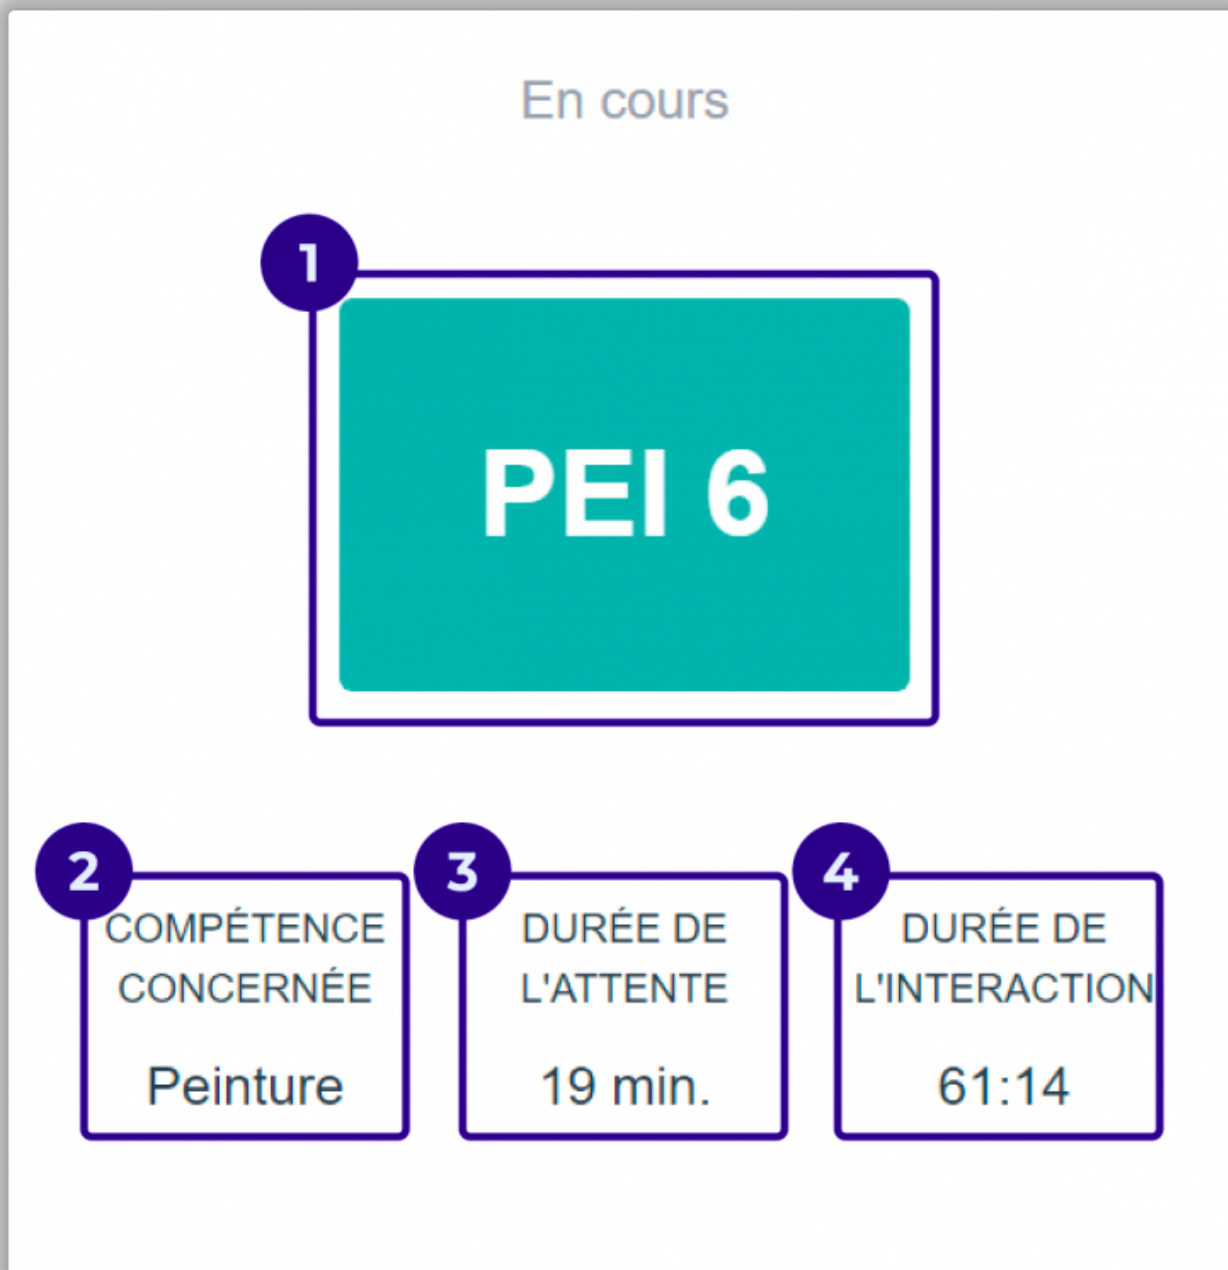 En cours
1
PEI 6
2
COMPÉTENCE
CONCERNÉE
Peinture
3
DURÉE DE
L'ATTENTE
19 min.
4
DURÉE DE
L'INTERACTION
61:14